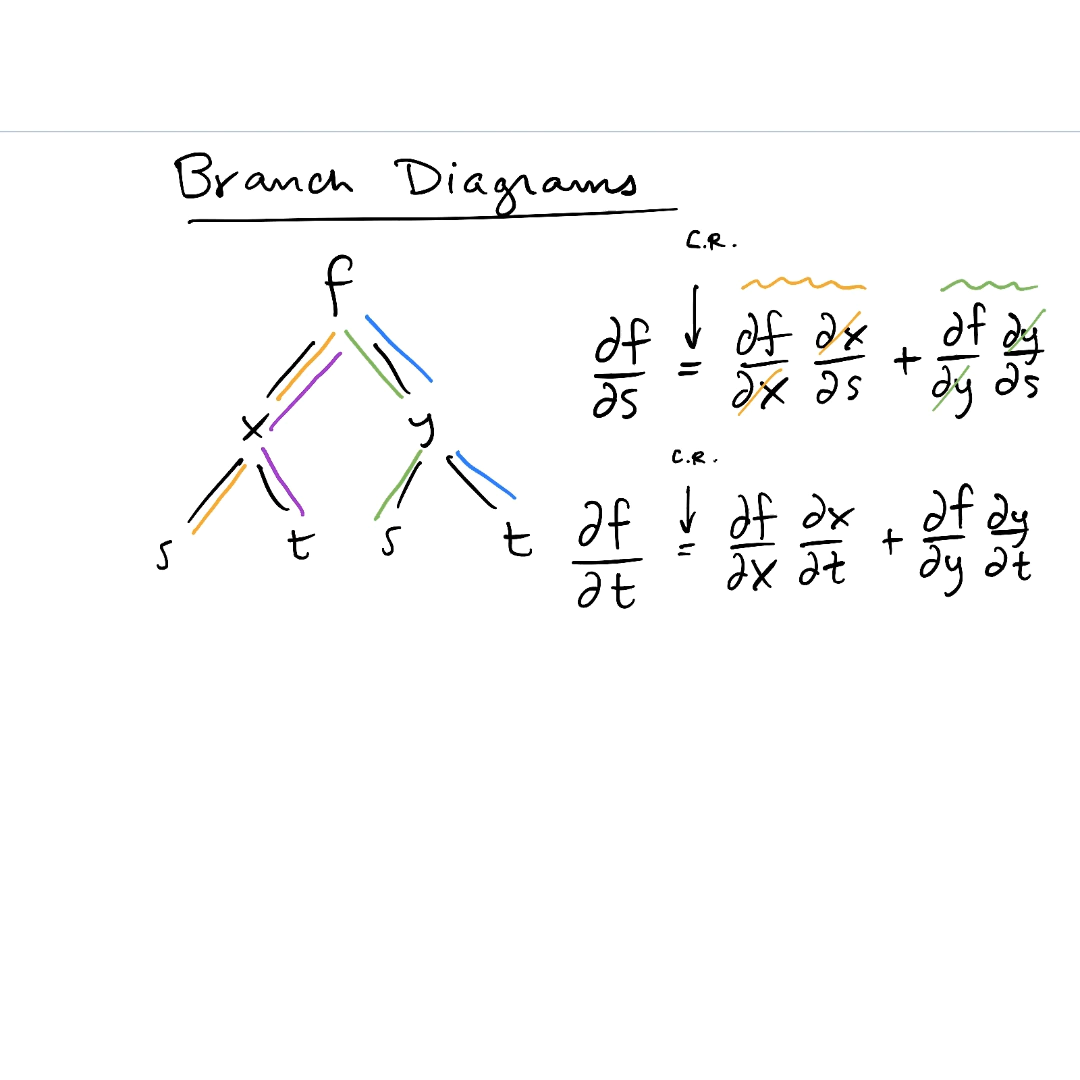 Branch Diagrams
f
x y
s t s t
C.R.
↓
∂f/∂s = ∂f/∂x ∂x/∂s + ∂f/∂y ∂y/∂s
C.R.
↓
∂f/∂t = ∂f/∂x ∂x/∂t + ∂f/∂y ∂y/∂t